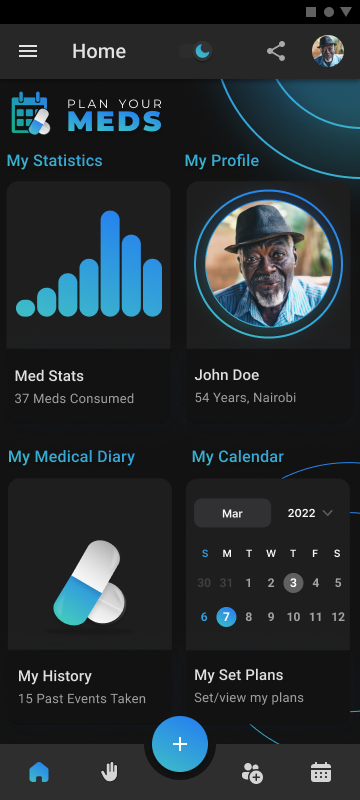 Home
PLAN YOUR
MEDS
My Statistics
My Profile
Med Stats
37 Meds Consumed
John Doe
54 Years, Nairobi
My Medical Diary
My Calendar
Mar 2022
S M T W T F S
30 31 1 2 3 4 5
6 7 8 9 10 11 12
My History
15 Past Events Taken
My Set Plans
Set/view my plans
+